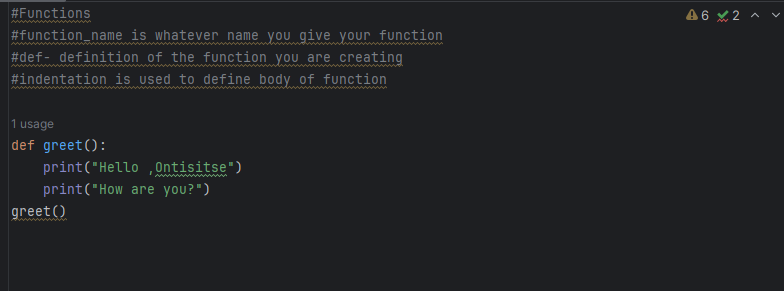 #Functions
6 2
#function_name is whatever name you give your function
#def- definition of the function you are creating
#indentation is used to define body of function
1 usage
def greet():
print("Hello ,Ontisitse")
print("How are you?")
greet()